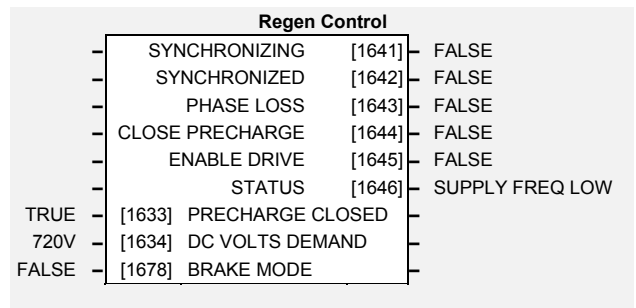 Regen Control
SYNCHRONIZING [1641] FALSE
SYNCHRONIZED [1642] FALSE
PHASE LOSS [1643] FALSE
CLOSE PRECHARGE [1644] FALSE
ENABLE DRIVE [1645] FALSE
STATUS [1646] SUPPLY FREQ LOW
TRUE [1633] PRECHARGE CLOSED
720V [1634] DC VOLTS DEMAND
FALSE [1678] BRAKE MODE